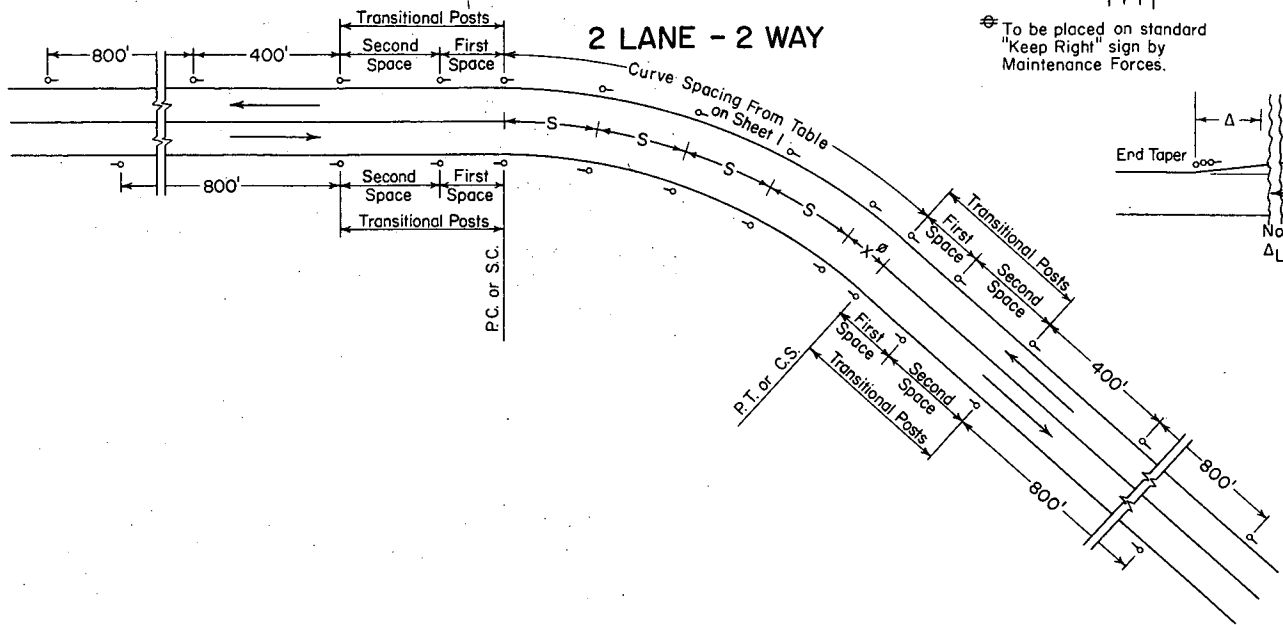 2 LANE - 2 WAY
⊖ To be placed on standard
"Keep Right" sign by
Maintenance Forces.
Transitional Posts
800'
400'
Second
Space
First
Space
Curve Spacing From Table
on Sheet 1
S
S
S
S
X ø
800'
Second
Space
First
Space
Transitional Posts
P.C. or S.C.
Transitional Posts
First
Space
Second
Space
400'
800'
First
Space
Second
Space
Transitional Posts
800'
P.T. or C.S.
Δ
End Taper
No
ΔL